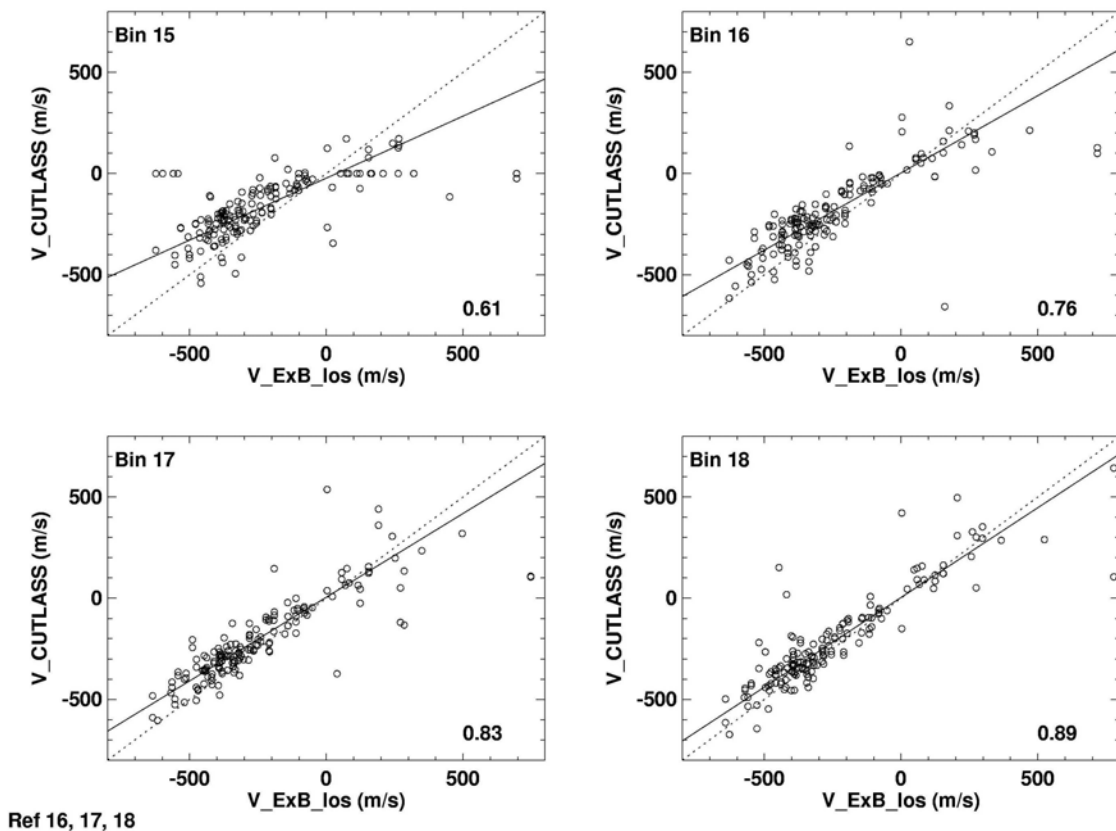 Bin 15
500
0
-500
V_CUTLASS (m/s)
0.61
-500 0 500
V_ExB_los (m/s)
Bin 16
500
0
-500
V_CUTLASS (m/s)
0.76
-500 0 500
V_ExB_los (m/s)
Bin 17
500
0
-500
V_CUTLASS (m/s)
0.83
-500 0 500
V_ExB_los (m/s)
Bin 18
500
0
-500
V_CUTLASS (m/s)
0.89
-500 0 500
V_ExB_los (m/s)
Ref 16, 17, 18